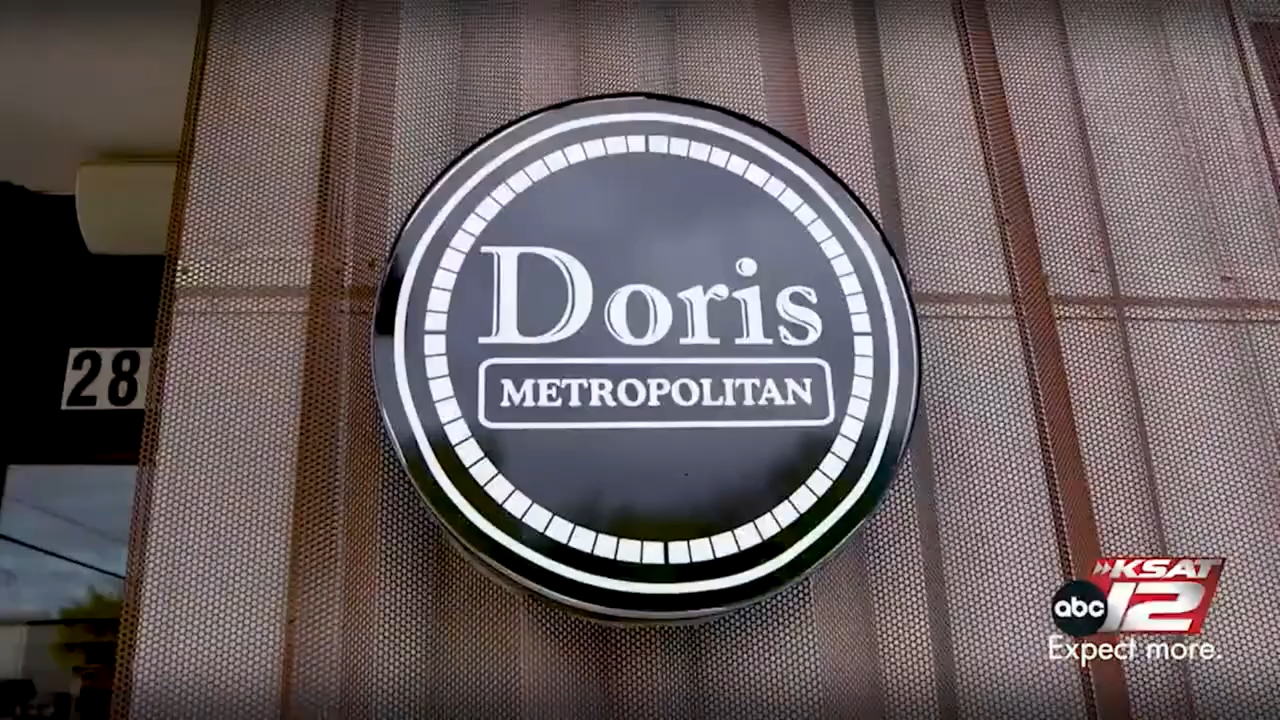 Doris
METROPOLITAN
28
KSAT
abc 12
Expect more.